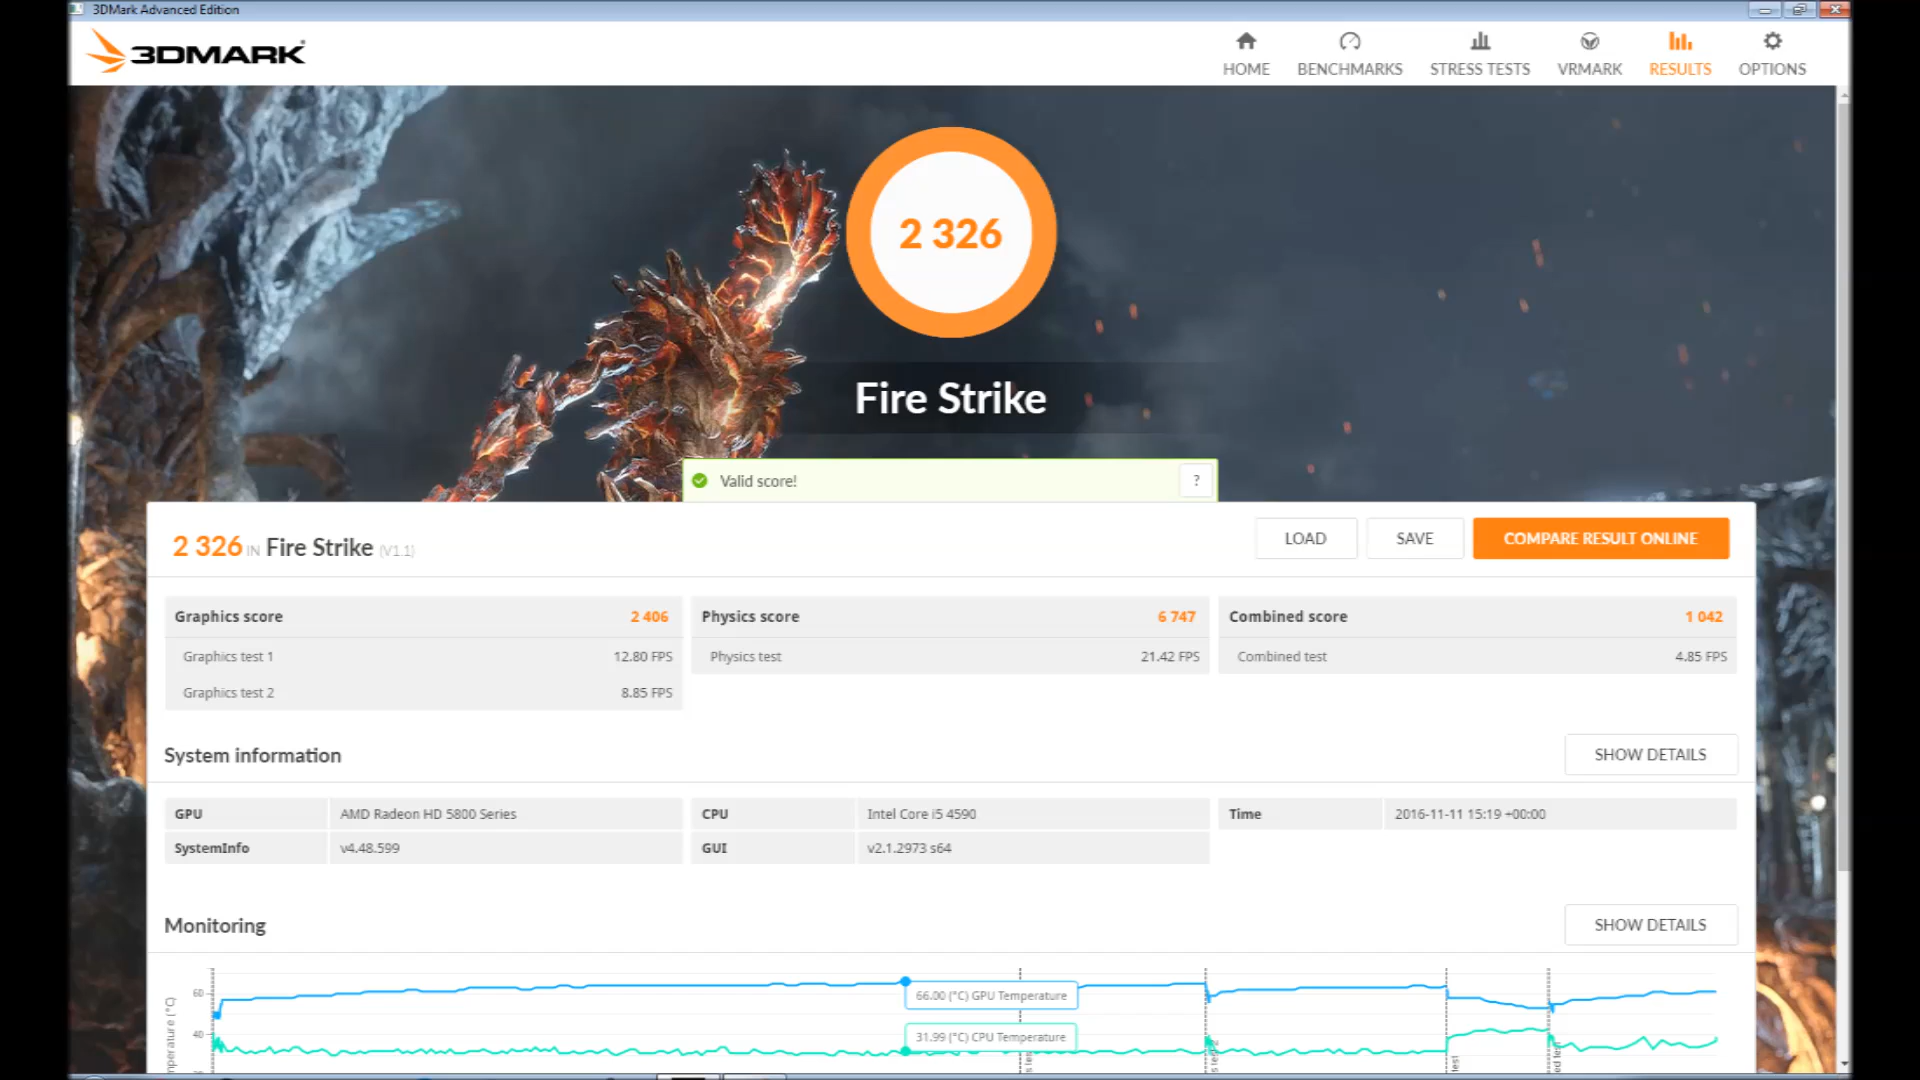 3DMark Advanced Edition
3DMARK
HOME BENCHMARKS STRESS TESTS VRMARK RESULTS OPTIONS
2 326
Fire Strike
Valid score! ?
2 326 IN Fire Strike (V1.1)
LOAD SAVE COMPARE RESULT ONLINE
Graphics score 2 406 Physics score 6 747 Combined score 1 042
Graphics test 1 12.80 FPS Physics test 21.42 FPS Combined test 4.85 FPS
Graphics test 2 8.85 FPS
System information SHOW DETAILS
GPU AMD Radeon HD 5800 Series CPU Intel Core i5 4590 Time 2016-11-11 15:19 +00:00
SystemInfo v4.48.599 GUI v2.1.2973 s64
Monitoring SHOW DETAILS
60
66.00 (°C) GPU Temperature
40
31.99 (°C) CPU Temperature